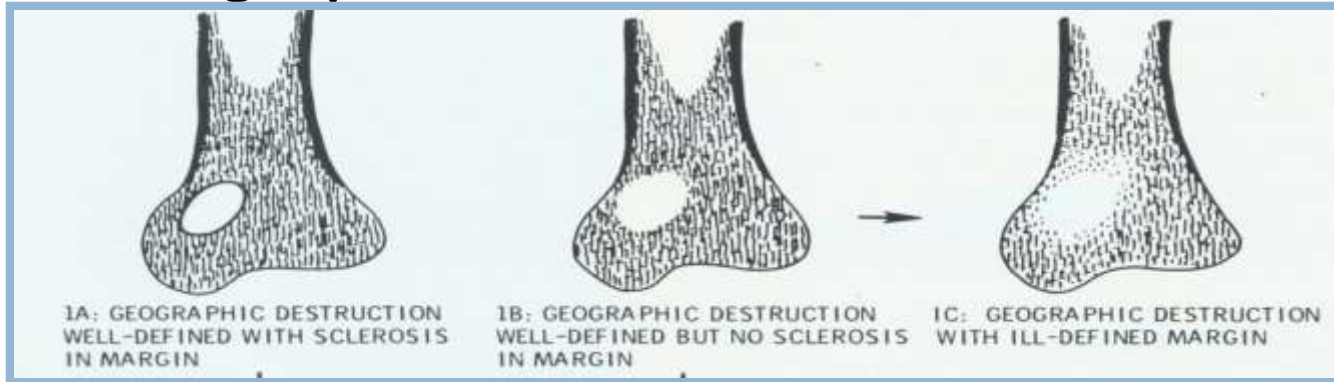 1A: GEOGRAPHIC DESTRUCTION
WELL-DEFINED WITH SCLEROSIS
IN MARGIN
1B: GEOGRAPHIC DESTRUCTION
WELL-DEFINED BUT NO SCLEROSIS
IN MARGIN
1C: GEOGRAPHIC DESTRUCTION
WITH ILL-DEFINED MARGIN